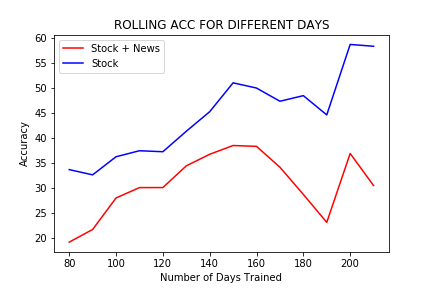 ROLLING ACC FOR DIFFERENT DAYS
Stock + News
Stock
Accuracy
60
55
50
45
40
35
30
25
20
80 100 120 140 160 180 200
Number of Days Trained